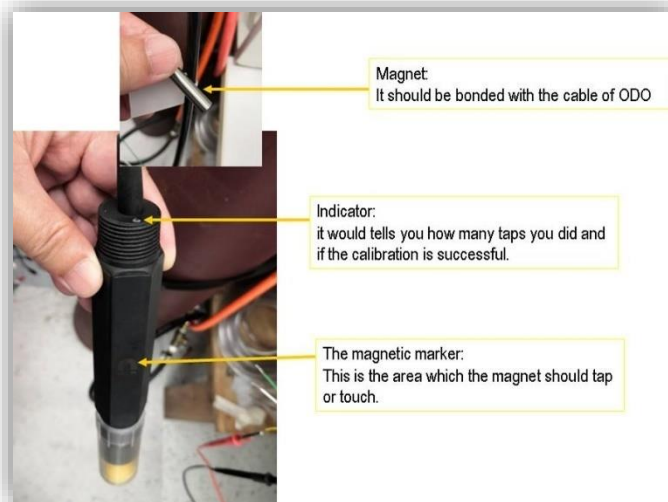 Magnet:
It should be bonded with the cable of ODO
Indicator:
it would tells you how many taps you did and
if the calibration is successful.
The magnetic marker:
This is the area which the magnet should tap
or touch.